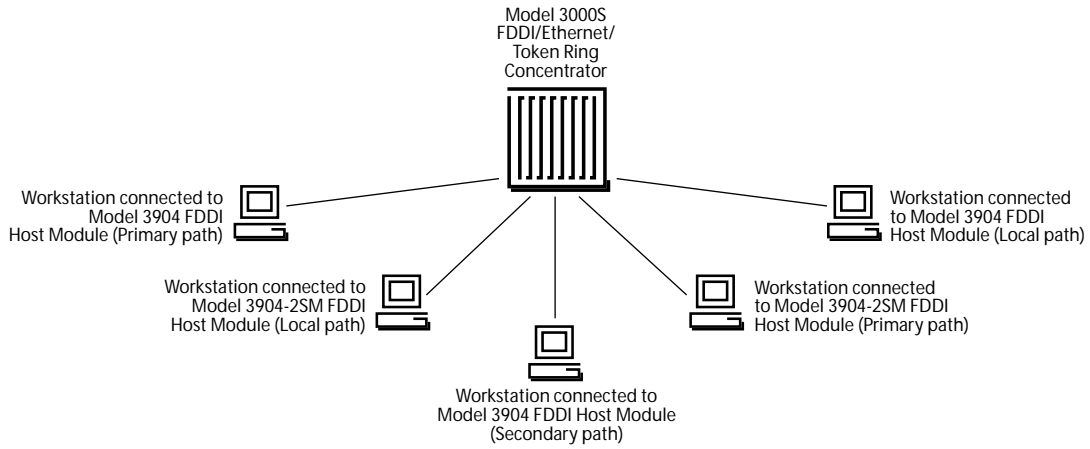 Model 3000S
FDDI/Ethernet/
Token Ring
Concentrator
Workstation connected to
Model 3904 FDDI
Host Module (Primary path)
Workstation connected
to Model 3904 FDDI
Host Module (Local path)
Workstation connected to
Model 3904-2SM FDDI
Host Module (Local path)
Workstation connected
to Model 3904-2SM FDDI
Host Module (Primary path)
Workstation connected to
Model 3904 FDDI Host Module
(Secondary path)